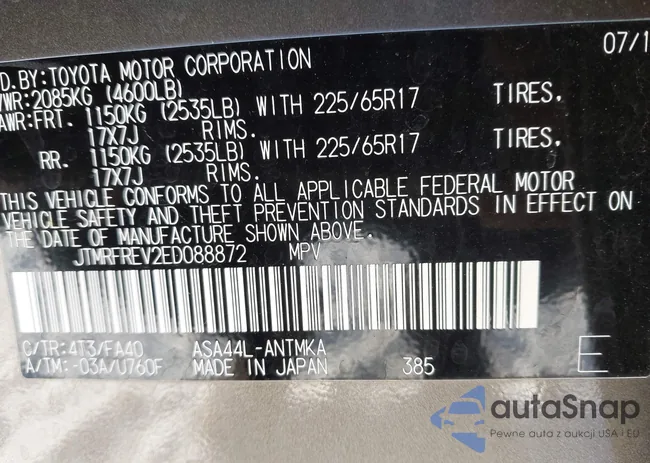 D.BY:TOYOTA MOTOR CORPORATION 07/1
VWR:2085KG (4600LB)
AWR:FRT. 1150KG (2535LB) WITH 225/65R17 TIRES.
17X7J RIMS.
RR. 1150KG (2535LB) WITH 225/65R17 TIRES.
17X7J RIMS.
THIS VEHICLE CONFORMS TO ALL APPLICABLE FEDERAL MOTOR
VEHICLE SAFETY AND THEFT PREVENTION STANDARDS IN EFFECT ON
THE DATE OF MANUFACTURE SHOWN ABOVE.
JTMRFREV2ED088872 MPV
C/TR:4T3/FA40 ASA44L-ANTMKA
A/TM:-03A/U760F MADE IN JAPAN 385 E
autaSnap
Pewne auta z aukcji USA i EU